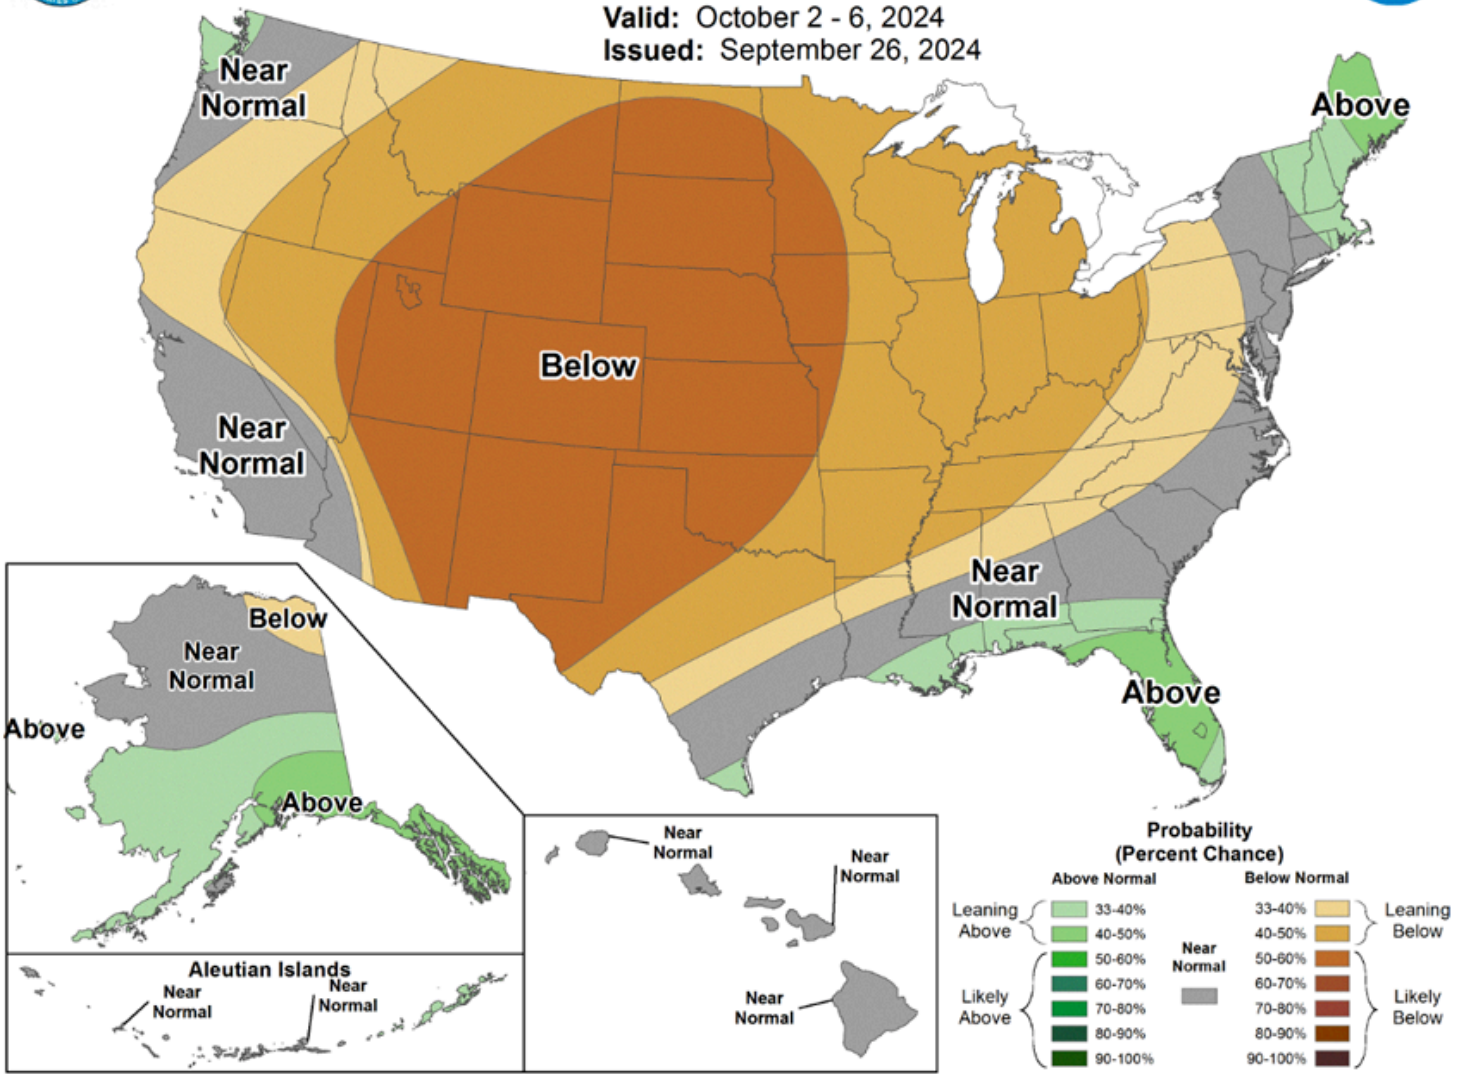 Valid: October 2 - 6, 2024
Issued: September 26, 2024
Near
Normal
Above
Below
Near
Normal
Near
Normal
Above
Below
Near
Normal
Above
Above
Near
Normal
Near
Normal
Near
Normal
Aleutian Islands
Near
Normal
Near
Normal
Probability
(Percent Chance)
Above Normal
Below Normal
Leaning
Above
33-40%
40-50%
Likely
Above
50-60%
60-70%
70-80%
80-90%
90-100%
Near
Normal
33-40%
40-50%
Leaning
Below
50-60%
60-70%
70-80%
80-90%
90-100%
Likely
Below